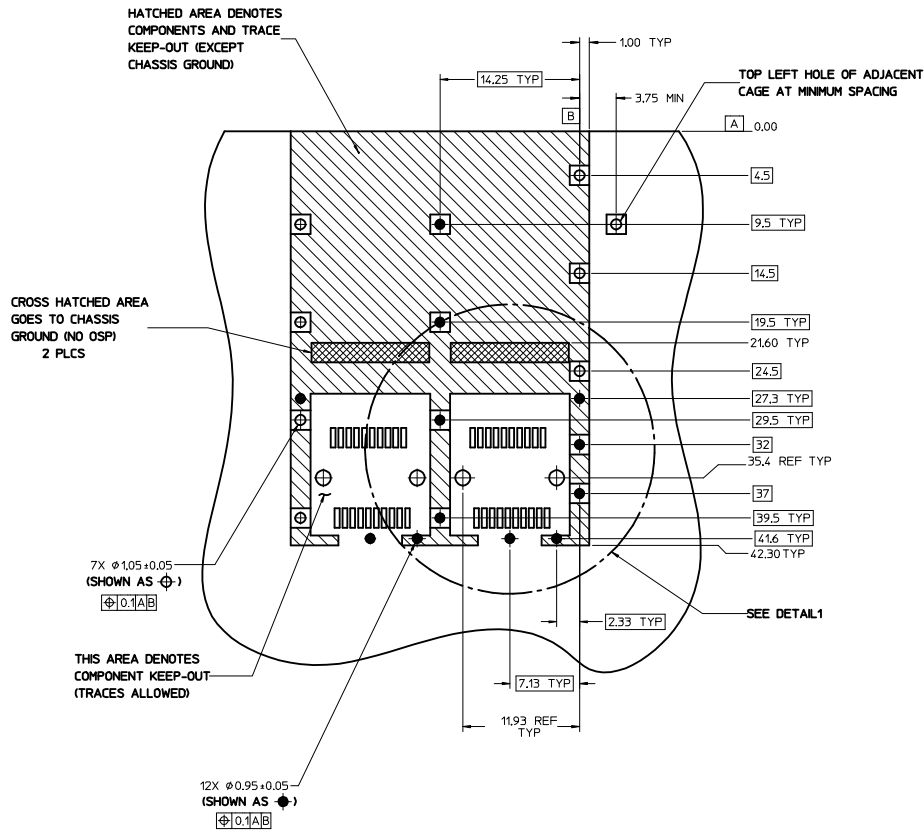 HATCHED AREA DENOTES
COMPONENTS AND TRACE
KEEP-OUT (EXCEPT
CHASSIS GROUND)
1.00 TYP
14.25 TYP
TOP LEFT HOLE OF ADJACENT
CAGE AT MINIMUM SPACING
3.75 MIN
B
A 0.00
4.5
9.5 TYP
14.5
CROSS HATCHED AREA
GOES TO CHASSIS
GROUND (NO OSP)
2 PLCS
19.5 TYP
21.60 TYP
24.5
27.3 TYP
29.5 TYP
32
35.4 REF TYP
37
39.5 TYP
41.6 TYP
42.30 TYP
7X ⌀1.05±0.05
(SHOWN AS ⌖)
⌖ 0.1 A B
SEE DETAIL1
2.33 TYP
THIS AREA DENOTES
COMPONENT KEEP-OUT
(TRACES ALLOWED)
7.13 TYP
11.93 REF
TYP
12X ⌀0.95±0.05
(SHOWN AS ●)
⌖ 0.1 A B